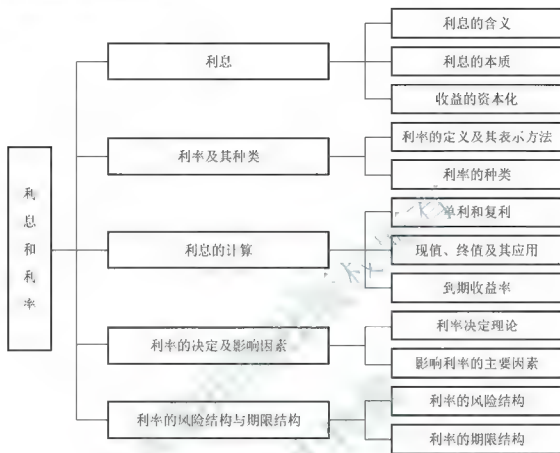 利息和利率
利息
利息的含义
利息的本质
收益的资本化
利率及其种类
利率的定义及其表示方法
利率的种类
利息的计算
单利和复利
现值、终值及其应用
到期收益率
利率的决定及影响因素
利率决定理论
影响利率的主要因素
利率的风险结构与期限结构
利率的风险结构
利率的期限结构